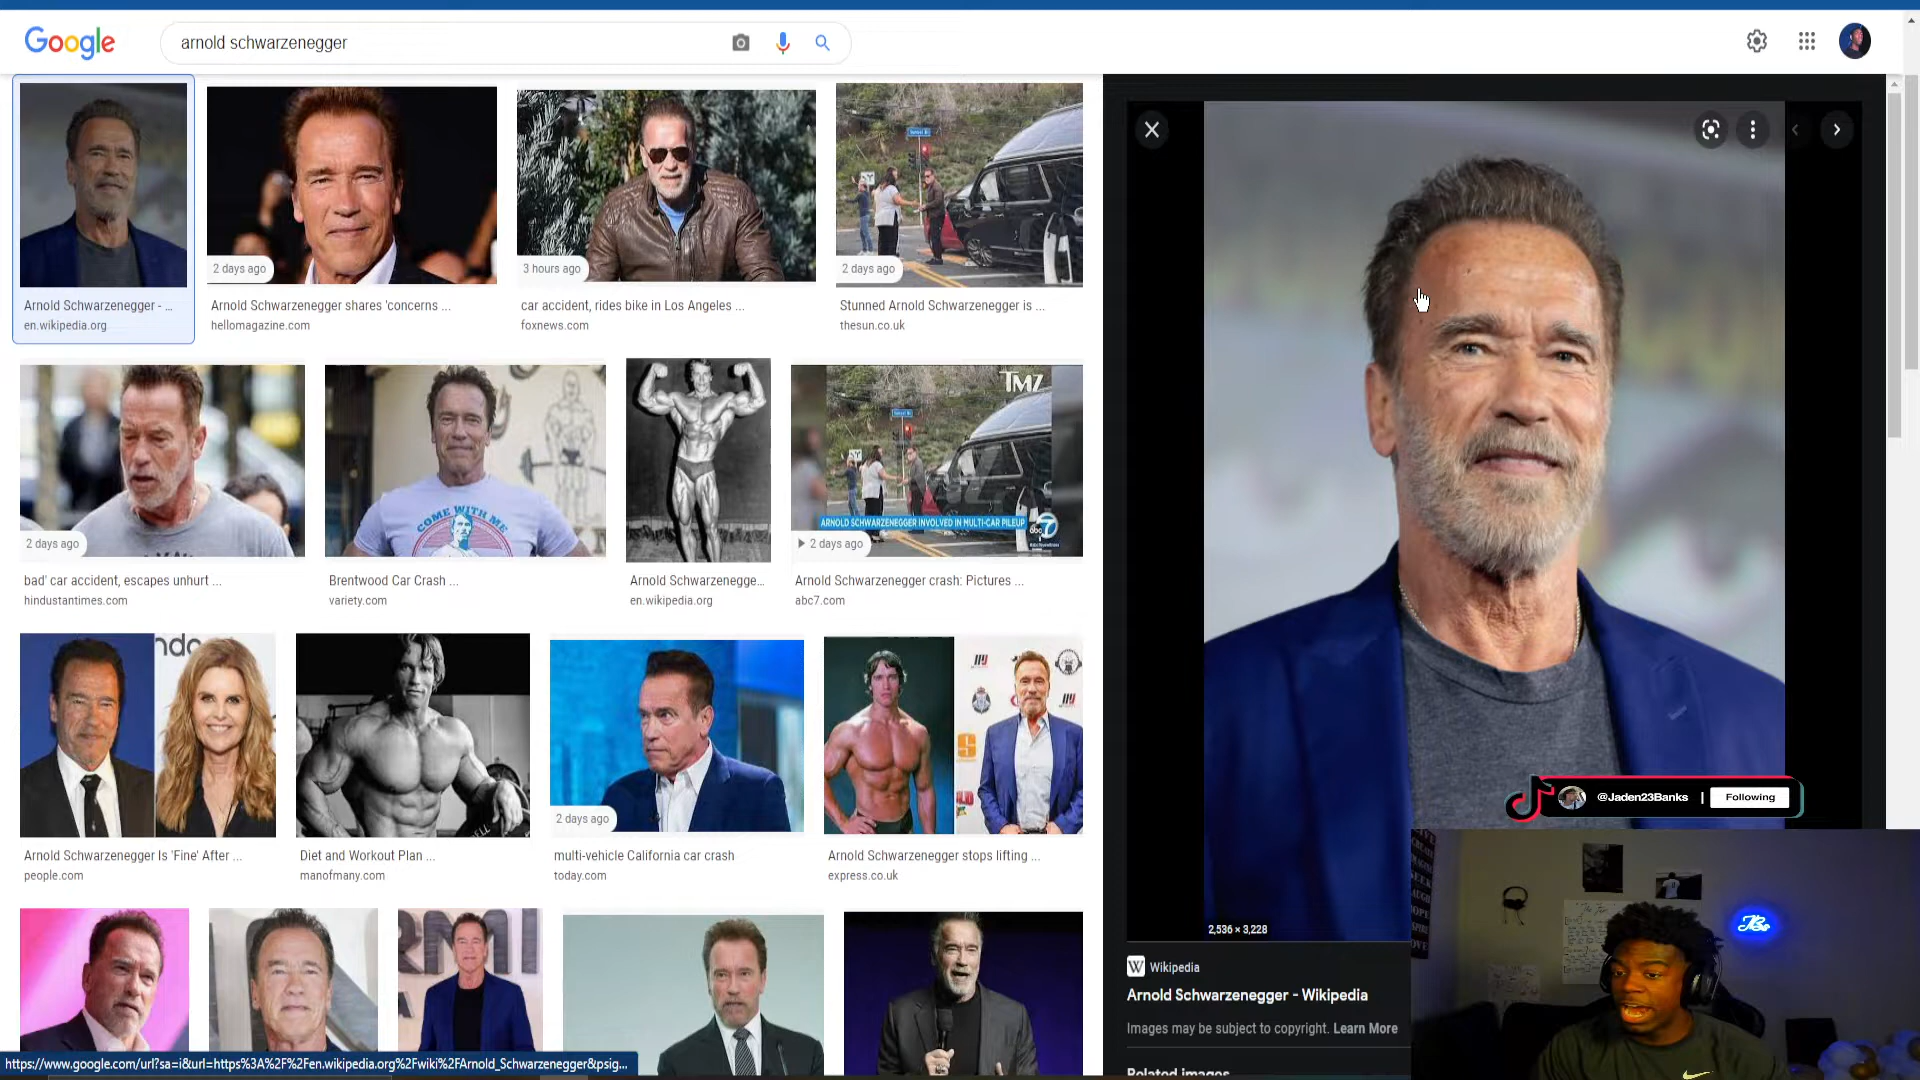 Google
arnold schwarzenegger
2 days ago
Arnold Schwarzenegger - ...
en.wikipedia.org
Arnold Schwarzenegger shares 'concerns ...
hellomagazine.com
3 hours ago
car accident, rides bike in Los Angeles ...
foxnews.com
2 days ago
Stunned Arnold Schwarzenegger is ...
thesun.co.uk
2 days ago
bad' car accident, escapes unhurt ...
hindustantimes.com
COME WITH ME
Brentwood Car Crash ...
variety.com
Arnold Schwarzenegge...
en.wikipedia.org
TMZ
ARNOLD SCHWARZENEGGER INVOLVED IN MULTI-CAR PILEUP
abc 7
2 days ago
Arnold Schwarzenegger crash: Pictures ...
abc7.com
Arnold Schwarzenegger Is 'Fine' After ...
people.com
Diet and Workout Plan ...
manofmany.com
2 days ago
multi-vehicle California car crash
today.com
Arnold Schwarzenegger stops lifting ...
express.co.uk
https://www.google.com/url?sa=i&url=https%3A%2F%2Fen.wikipedia.org%2Fwiki%2FArnold_Schwarzenegger&psig...
2,536 × 3,228
W Wikipedia
Arnold Schwarzenegger - Wikipedia
Images may be subject to copyright. Learn More
Related images
@Jaden23Banks | Following